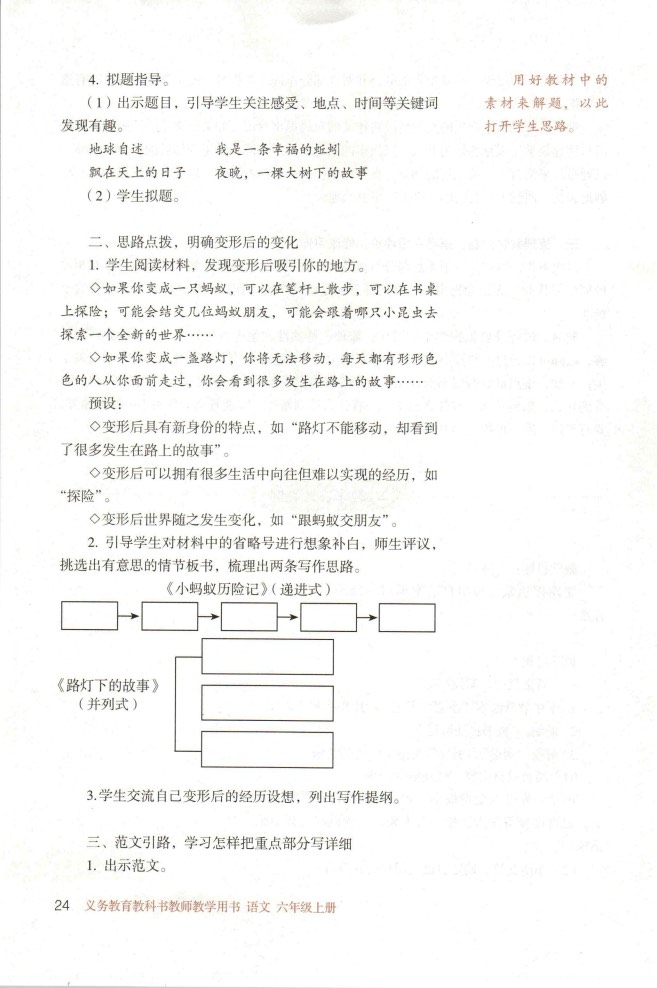 4. 拟题指导。
（1）出示题目，引导学生关注感受、地点、时间等关键词
发现有趣。
地球自述　　我是一条幸福的蚯蚓
飘在天上的日子　　夜晚，一棵大树下的故事
（2）学生拟题。
用好教材中的
素材来解题，以此
打开学生思路。
二、思路点拨，明确变形后的变化
1. 学生阅读材料，发现变形后吸引你的地方。
◇如果你变成一只蚂蚁，可以在笔杆上散步，可以在书桌
上探险；可能会结交几位蚂蚁朋友，可能会跟着哪只小昆虫去
探索一个全新的世界……
◇如果你变成一盏路灯，你将无法移动，每天都有形形色
色的人从你面前走过，你会看到很多发生在路上的故事……
预设：
◇变形后具有新身份的特点，如“路灯不能移动，却看到
了很多发生在路上的故事”。
◇变形后可以拥有很多生活中向往但难以实现的经历，如
“探险”。
◇变形后世界随之发生变化，如“跟蚂蚁交朋友”。
2. 引导学生对材料中的省略号进行想象补白，师生评议，
挑选出有意思的情节板书，梳理出两条写作思路。
《小蚂蚁历险记》（递进式）
《路灯下的故事》
（并列式）
3.学生交流自己变形后的经历设想，列出写作提纲。
三、范文引路，学习怎样把重点部分写详细
1. 出示范文。
24　义务教育教科书教师教学用书 语文 六年级上册